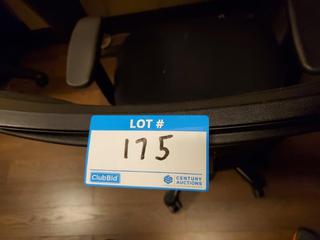 LOT #
175
ClubBid
CENTURY
AUCTIONS